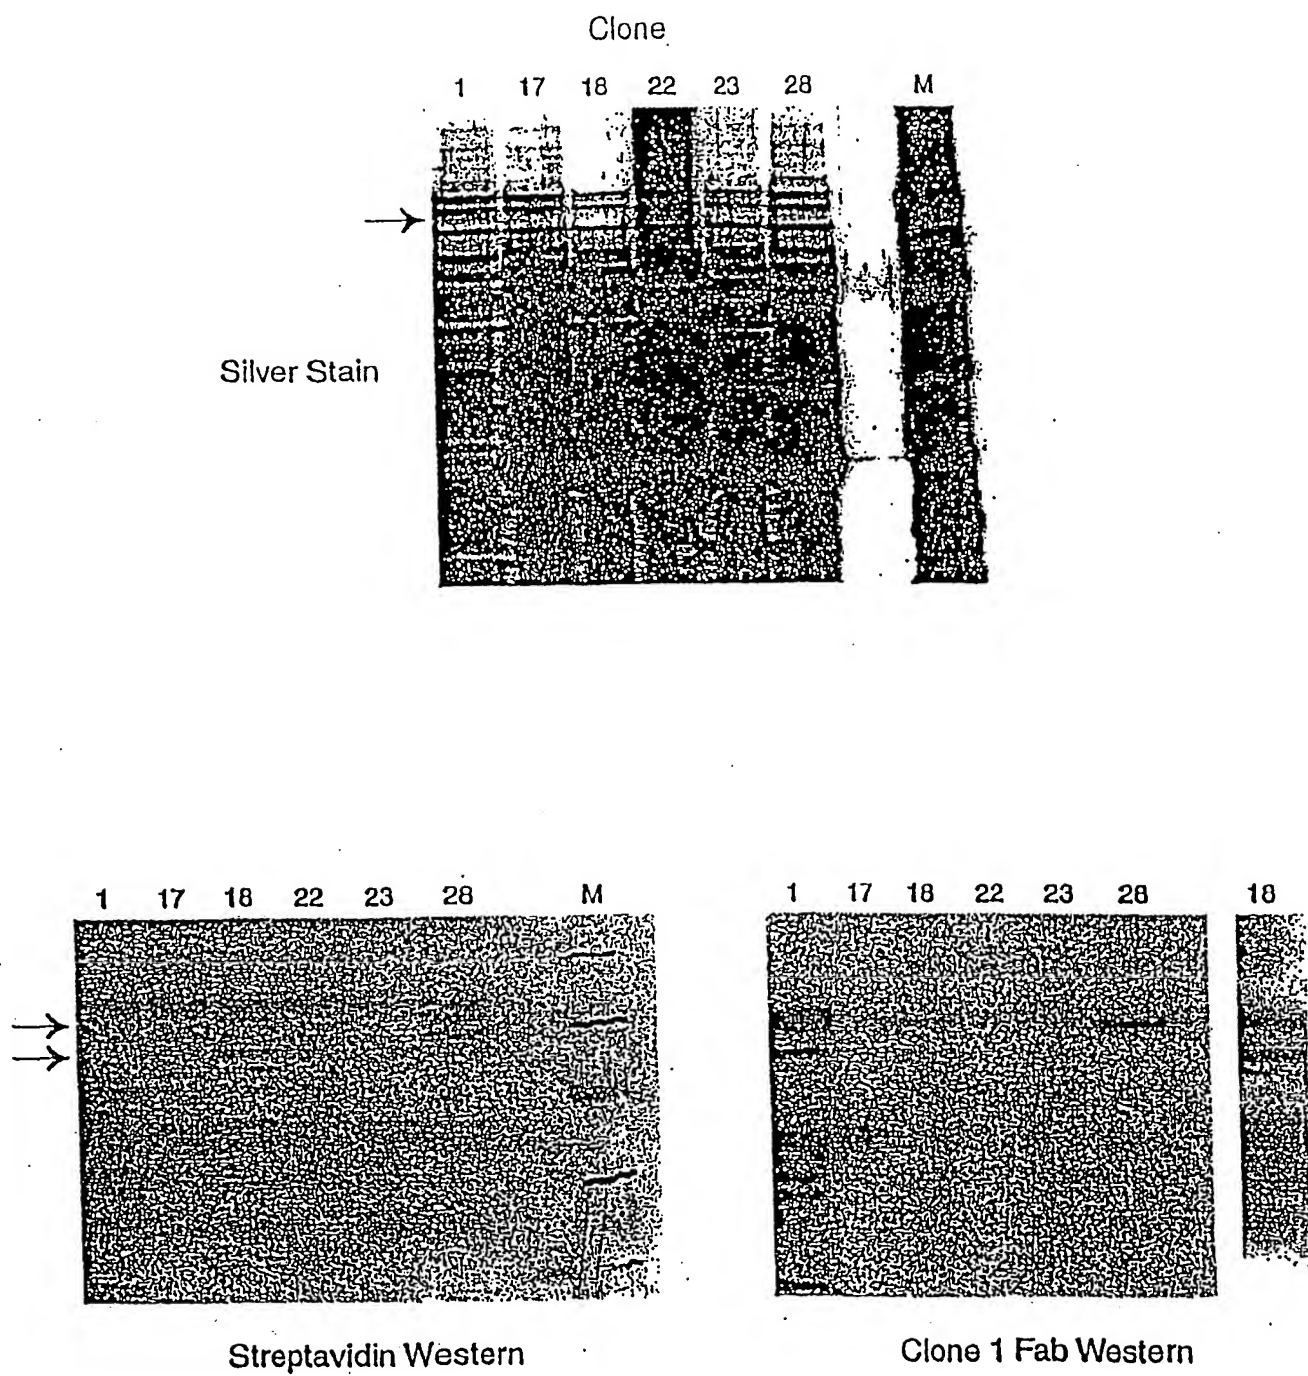 Clone
1 17 18 22 23 28 M
Silver Stain
1 17 18 22 23 28 M
1 17 18 22 23 28 18
Streptavidin Western
Clone 1 Fab Western